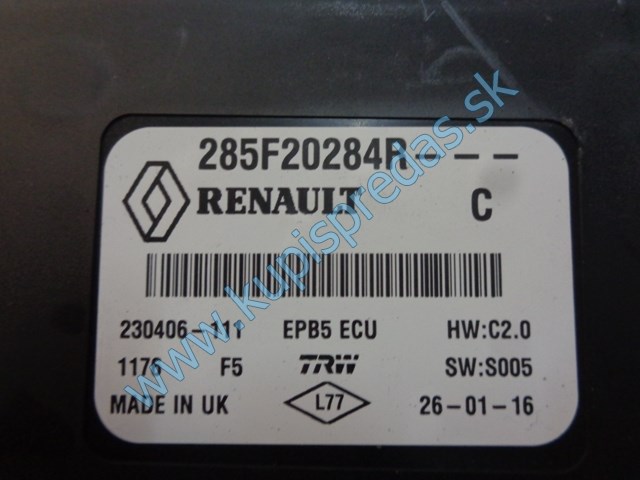 285F20284R - - -
RENAULT C
230406-111 EPB5 ECU HW:C2.0
1176 F5 TRW SW:S005
MADE IN UK L77 26-01-16
www.kupispredas.sk